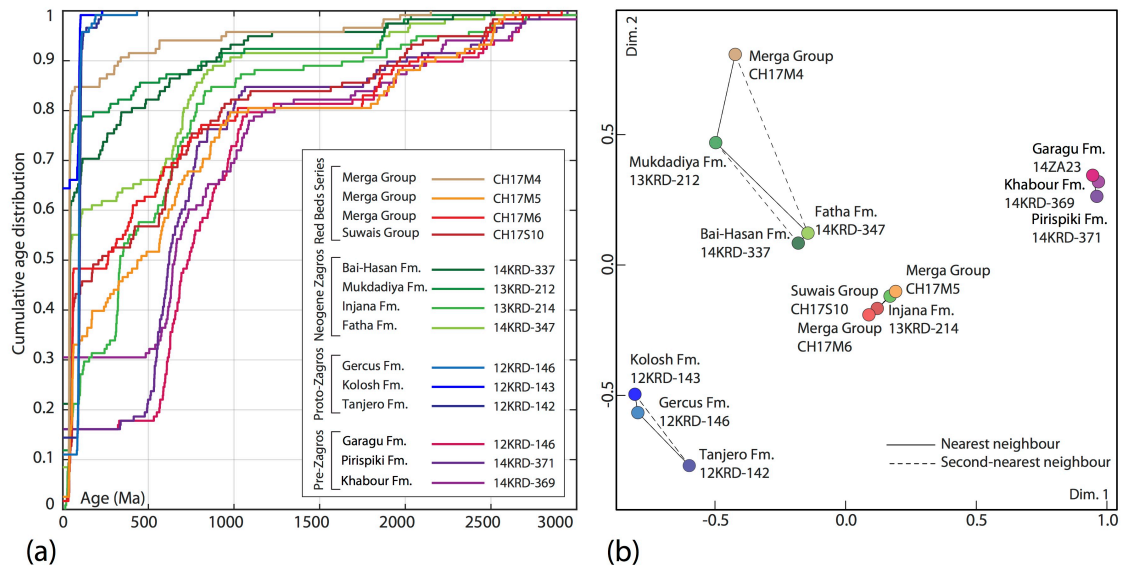 Cumulative age distribution
1
0.9
0.8
0.7
0.6
0.5
0.4
0.3
0.2
0.1
0
Age (Ma)
0
500
1000
1500
2000
2500
3000
Red Beds Series
Merga Group CH17M4
Merga Group CH17M5
Merga Group CH17M6
Suwais Group CH17S10
Neogene Zagros
Bai-Hasan Fm. 14KRD-337
Mukdadiya Fm. 13KRD-212
Injana Fm. 13KRD-214
Fatha Fm. 14KRD-347
Proto-Zagros
Gercus Fm. 12KRD-146
Kolosh Fm. 12KRD-143
Tanjero Fm. 12KRD-142
Pre-Zagros
Garagu Fm. 12KRD-146
Pirispiki Fm. 14KRD-371
Khabour Fm. 14KRD-369
(a)
Dim. 2
0.5
0.0
-0.5
Merga Group
CH17M4
Mukdadiya Fm.
13KRD-212
Garagu Fm.
14ZA23
Khabour Fm.
14KRD-369
Pirispiki Fm.
14KRD-371
Fatha Fm.
14KRD-347
Bai-Hasan Fm.
14KRD-337
Merga Group
CH17M5
Suwais Group
CH17S10
Injana Fm.
13KRD-214
Merga Group
CH17M6
Kolosh Fm.
12KRD-143
Gercus Fm.
12KRD-146
Tanjero Fm.
12KRD-142
Nearest neighbour
Second-nearest neighbour
Dim. 1
-0.5
0.0
0.5
1.0
(b)